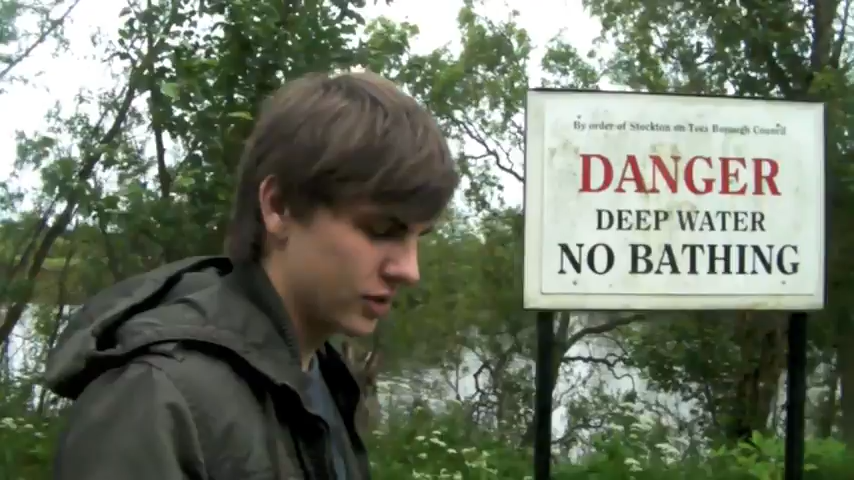 By order of Stockton on Tees Borough Council
DANGER
DEEP WATER
NO BATHING